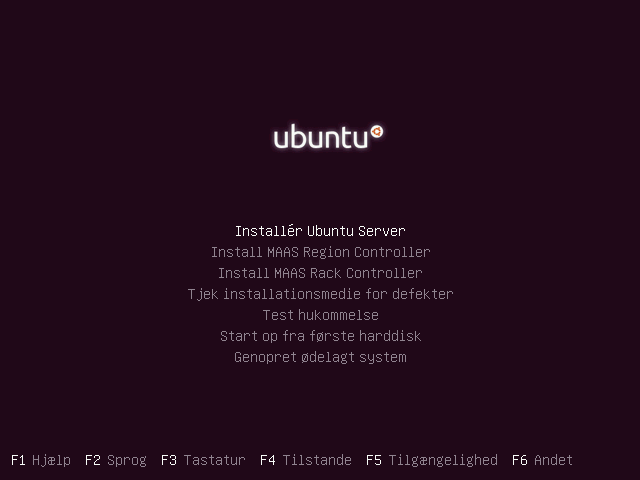 ubuntu
Installér Ubuntu Server
Install MAAS Region Controller
Install MAAS Rack Controller
Tjek installationsmedie for defekter
Test hukommelse
Start op fra første harddisk
Genopret ødelagt system
F1 Hjælp F2 Sprog F3 Tastatur F4 Tilstande F5 Tilgængelighed F6 Andet